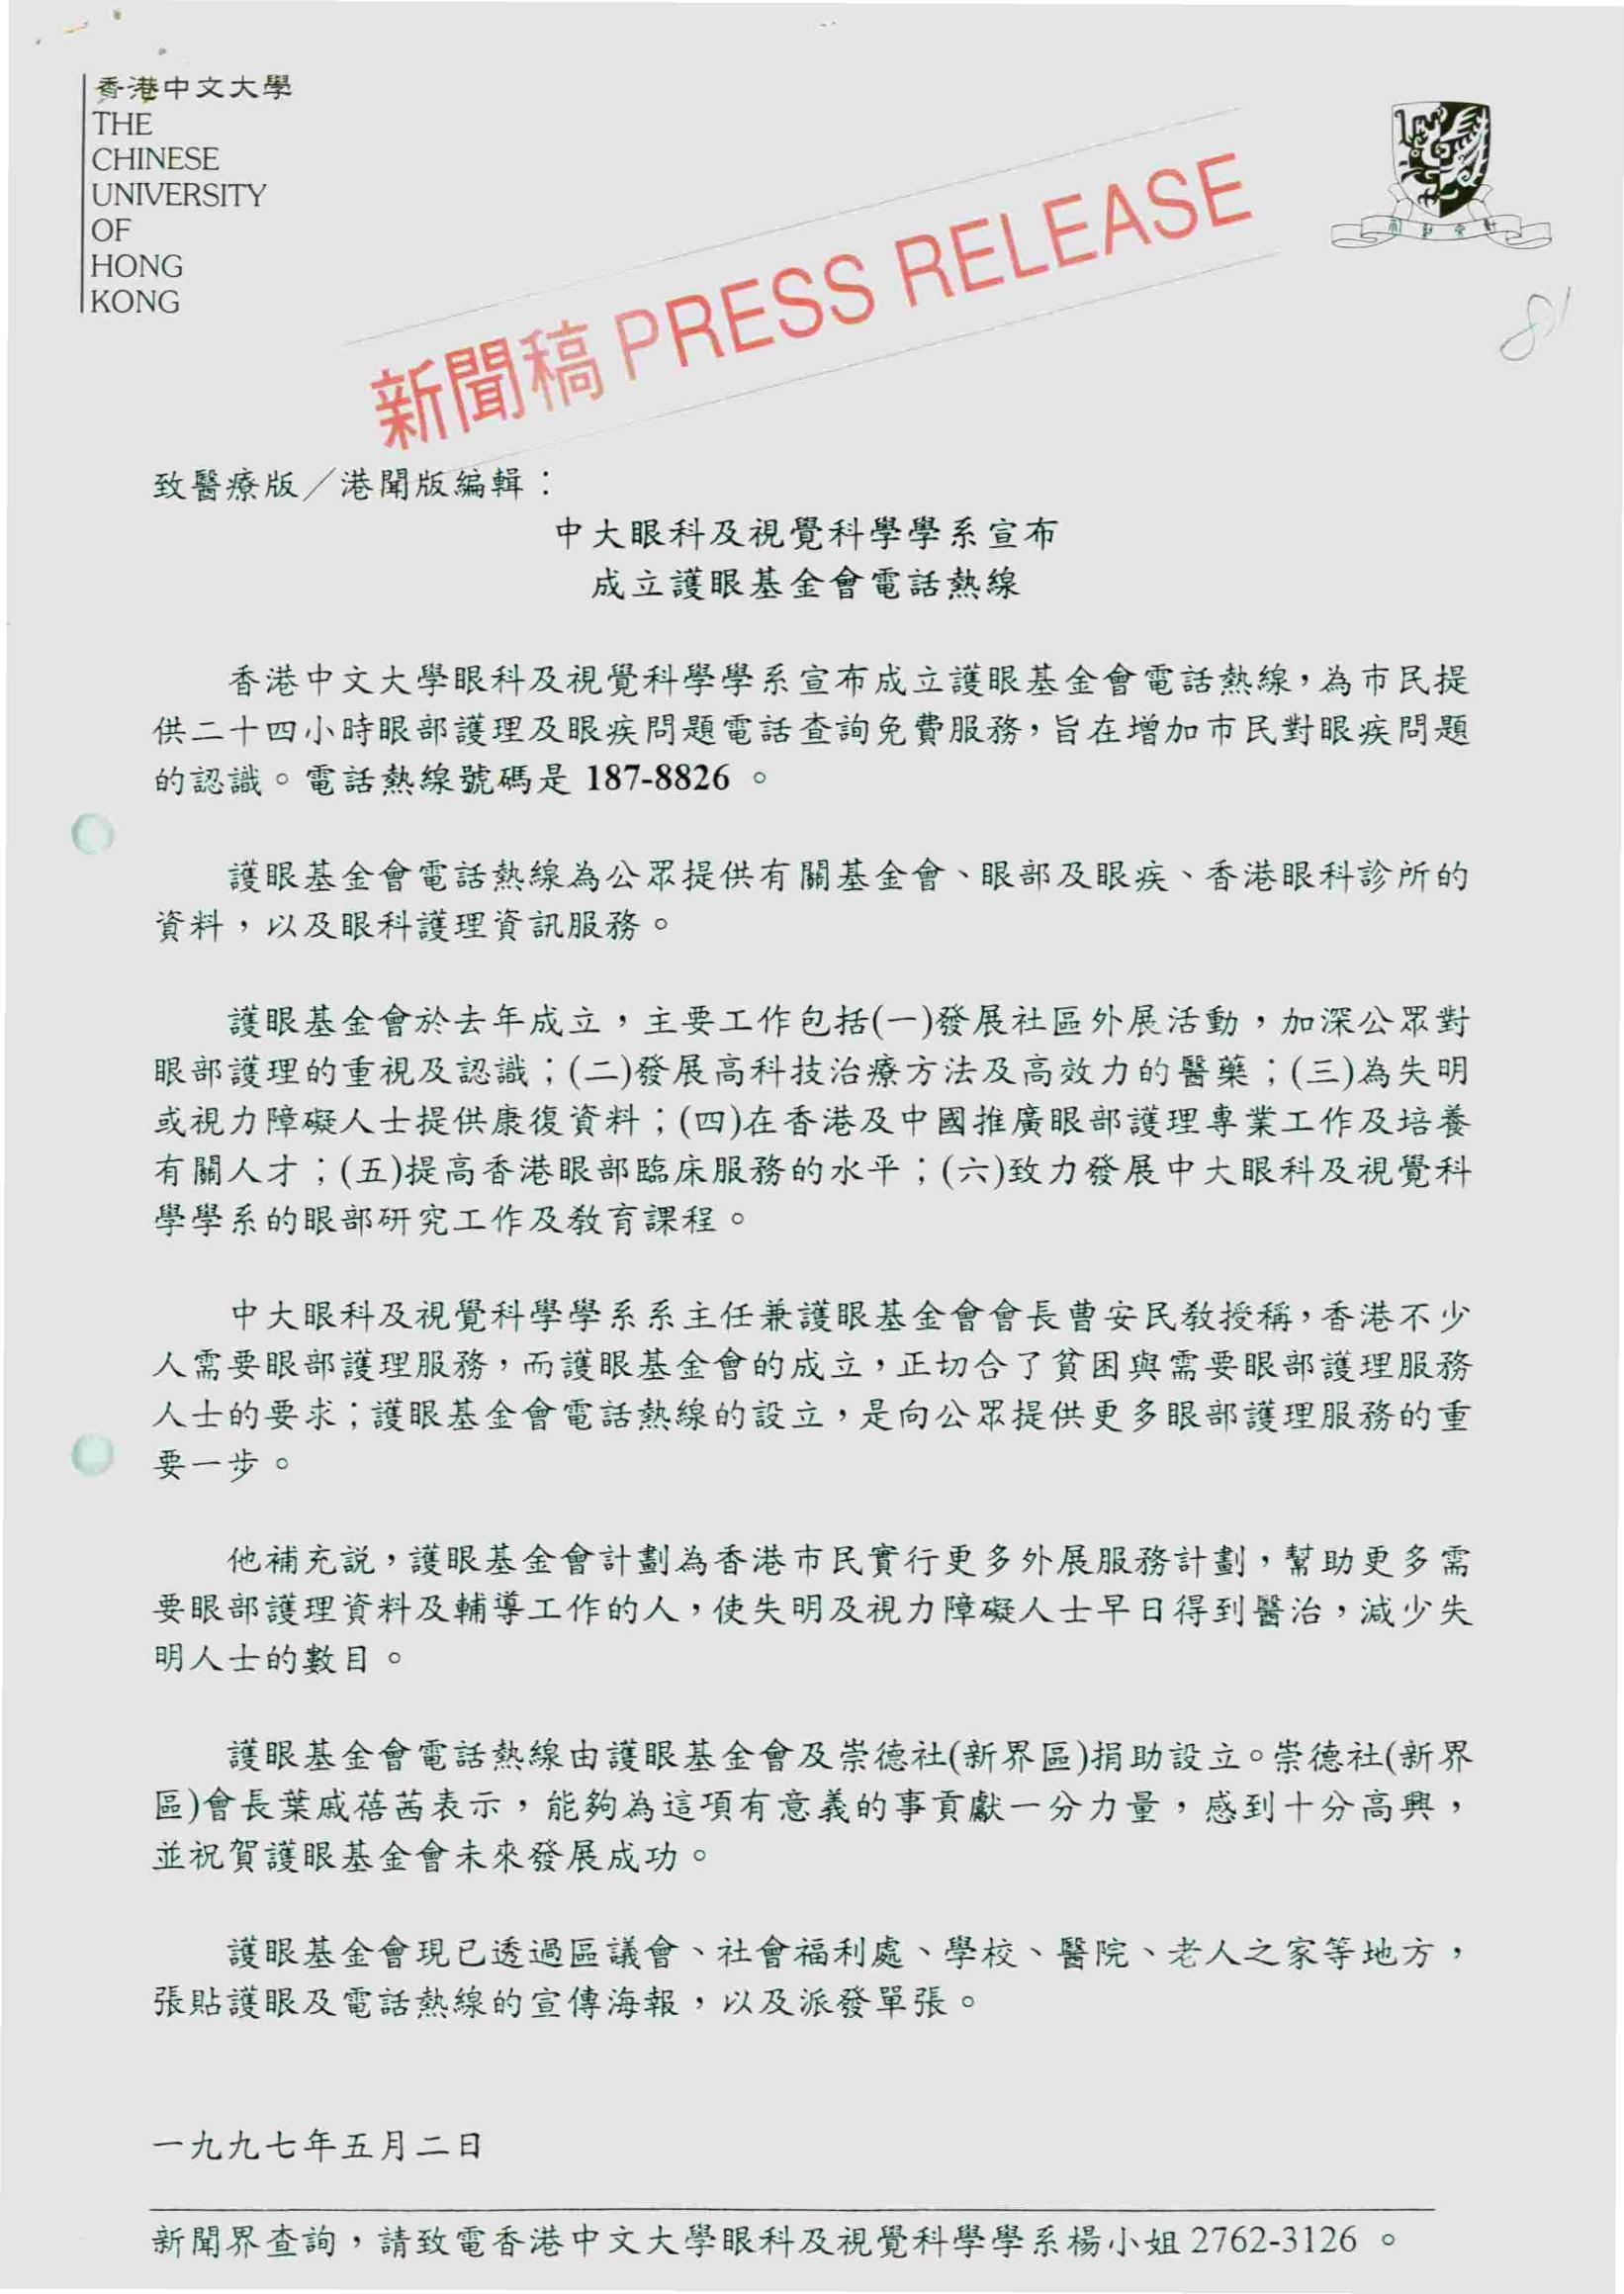 香港中文大學
THE
CHINESE
UNIVERSITY
OF
HONG
KONG
新聞稿 PRESS RELEASE
81
致醫療版／港聞版編輯：
中大眼科及視覺科學學系宣布
成立護眼基金會電話熱線
香港中文大學眼科及視覺科學學系宣布成立護眼基金會電話熱線，為市民提
供二十四小時眼部護理及眼疾問題電話查詢免費服務，旨在增加市民對眼疾問題
的認識。電話熱線號碼是 187-8826 。
護眼基金會電話熱線為公眾提供有關基金會、眼部及眼疾、香港眼科診所的
資料，以及眼科護理資訊服務。
護眼基金會於去年成立，主要工作包括(一)發展社區外展活動，加深公眾對
眼部護理的重視及認識；(二)發展高科技治療方法及高效力的醫藥；(三)為失明
或視力障礙人士提供康復資料；(四)在香港及中國推廣眼部護理專業工作及培養
有關人才；(五)提高香港眼部臨床服務的水平；(六)致力發展中大眼科及視覺科
學學系的眼部研究工作及教育課程。
中大眼科及視覺科學學系系主任兼護眼基金會會長曹安民教授稱，香港不少
人需要眼部護理服務，而護眼基金會的成立，正切合了貧困與需要眼部護理服務
人士的要求；護眼基金會電話熱線的設立，是向公眾提供更多眼部護理服務的重
要一步。
他補充説，護眼基金會計劃為香港市民實行更多外展服務計劃，幫助更多需
要眼部護理資料及輔導工作的人，使失明及視力障礙人士早日得到醫治，減少失
明人士的數目。
護眼基金會電話熱線由護眼基金會及崇德社(新界區)捐助設立。崇德社(新界
區)會長葉戚蓓茜表示，能夠為這項有意義的事貢獻一分力量，感到十分高興，
並祝賀護眼基金會未來發展成功。
護眼基金會現已透過區議會、社會福利處、學校、醫院、老人之家等地方，
張貼護眼及電話熱線的宣傳海報，以及派發單張。
一九九七年五月二日
新聞界查詢，請致電香港中文大學眼科及視覺科學學系楊小姐 2762-3126 。